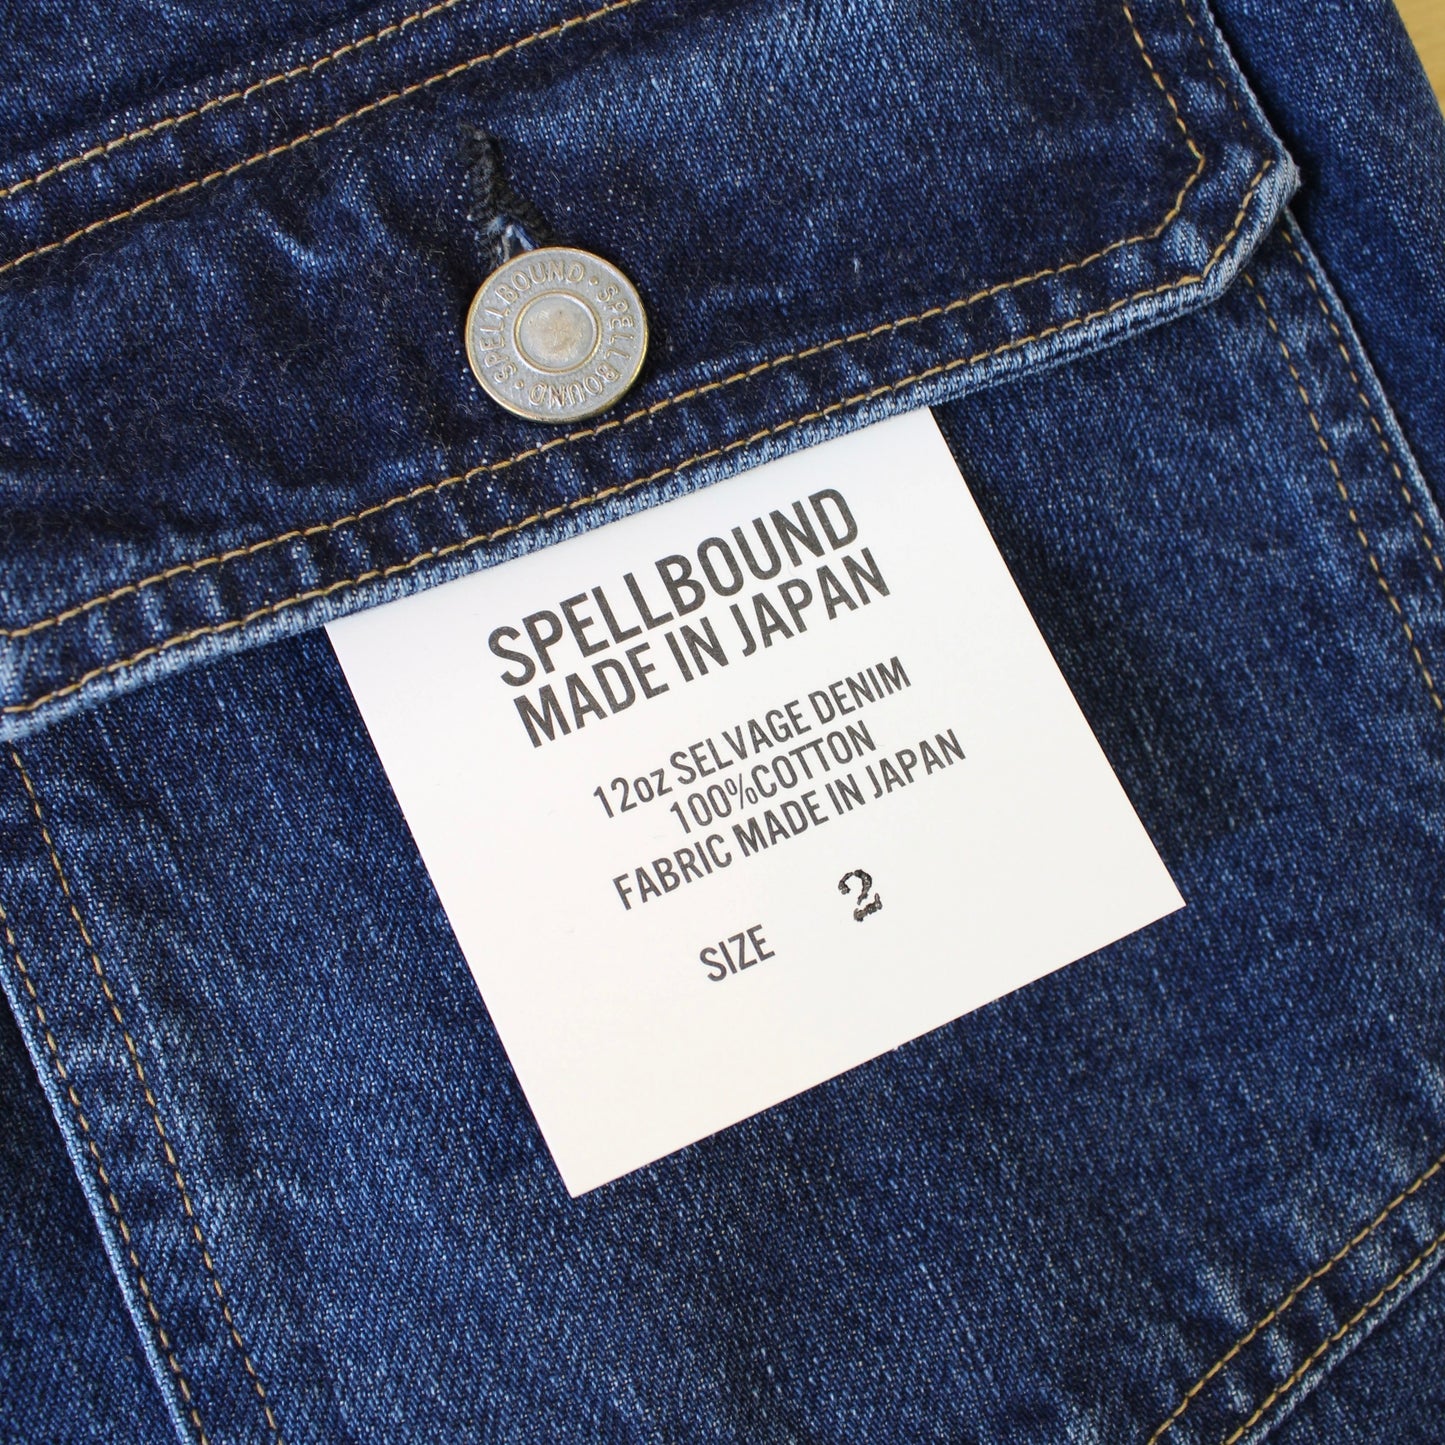 SPELLBOUND • SPELLBOUND •
SPELLBOUND
MADE IN JAPAN
12oz SELVAGE DENIM
100%COTTON
FABRIC MADE IN JAPAN
SIZE 2